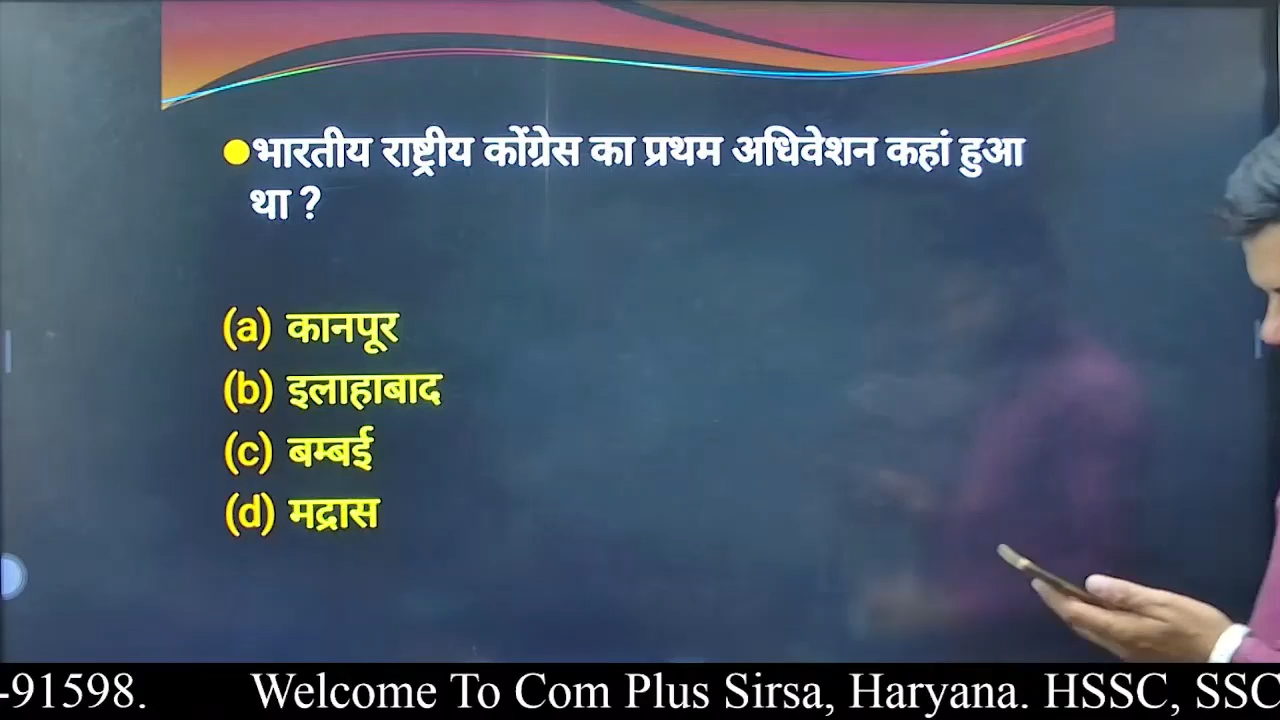 भारतीय राष्ट्रीय कोंग्रेस का प्रथम अधिवेशन कहां हुआ
था ?
(a) कानपूर
(b) इलाहाबाद
(c) बम्बई
(d) मद्रास
-91598. Welcome To Com Plus Sirsa, Haryana. HSSC, SSC